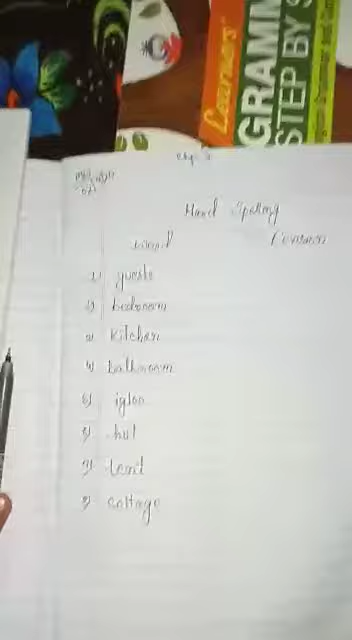 Learners'
GRAMM
STEP BY S
Hard Spelling
word
1) guests
2) bedroom
3) kitchen
4) bathroom
5) igloo
6) hut
7) tent
8) cottage